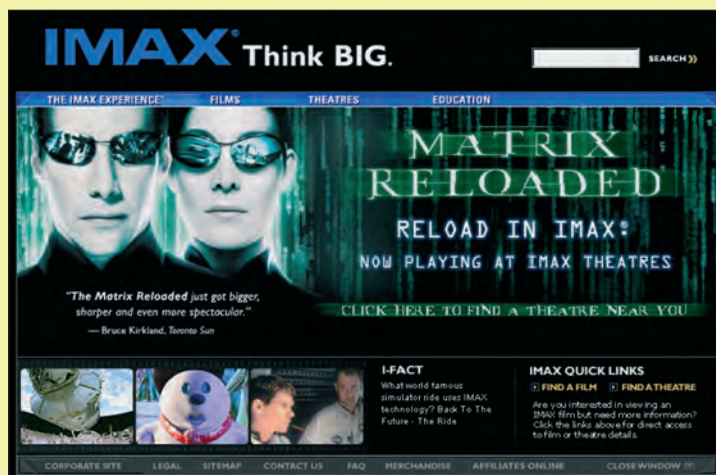 IMAX® Think BIG.
SEARCH
THE IMAX EXPERIENCE® FILMS THEATRES EDUCATION
MATRIX
RELOADED
RELOAD IN IMAX®
NOW PLAYING AT IMAX THEATRES
CLICK HERE TO FIND A THEATRE NEAR YOU
"The Matrix Reloaded just got bigger,
sharper and even more spectacular."
— Bruce Kirkland, Toronto Sun
I-FACT
What world famous
simulator ride uses IMAX
technology? Back To The
Future - The Ride
IMAX QUICK LINKS
FIND A FILM FIND A THEATRE
Are you interested in viewing an
IMAX film but need more information?
Click the links above for direct access
to film or theatre details.
CORPORATE SITE LEGAL SITEMAP CONTACT US FAQ MERCHANDISE AFFILIATES ONLINE CLOSE WINDOW